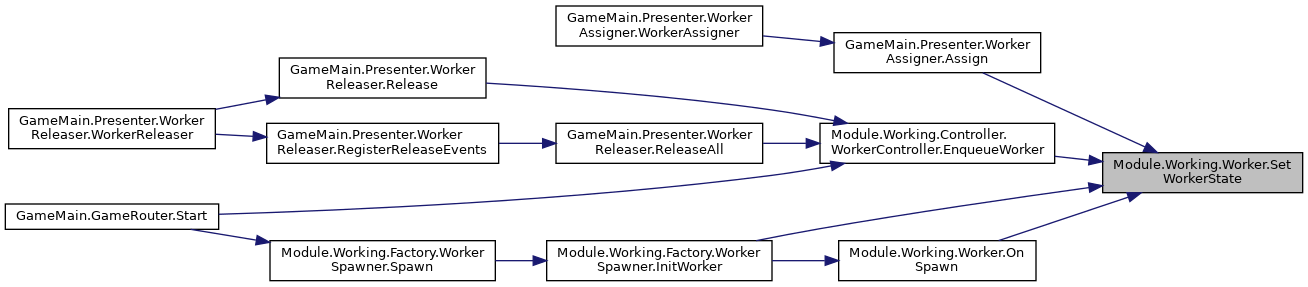 GameMain.Presenter.Worker
Assigner.WorkerAssigner
GameMain.Presenter.Worker
Assigner.Assign
GameMain.Presenter.Worker
Releaser.Release
GameMain.Presenter.Worker
Releaser.WorkerReleaser
GameMain.Presenter.Worker
Releaser.RegisterReleaseEvents
GameMain.Presenter.Worker
Releaser.ReleaseAll
Module.Working.Controller.
WorkerController.EnqueueWorker
Module.Working.Worker.Set
WorkerState
GameMain.GameRouter.Start
Module.Working.Factory.Worker
Spawner.Spawn
Module.Working.Factory.Worker
Spawner.InitWorker
Module.Working.Worker.On
Spawn